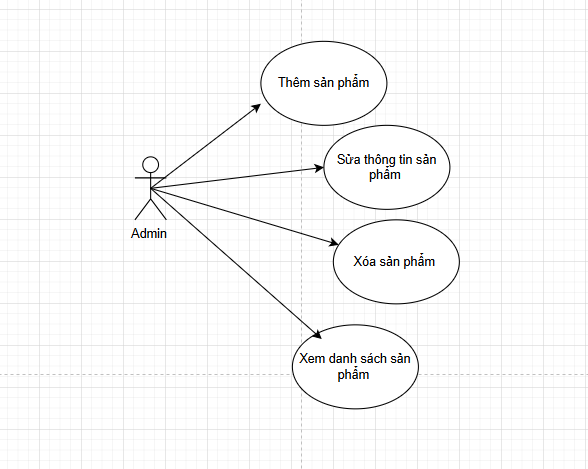 Thêm sản phẩm
Sửa thông tin sản
phẩm
Admin
Xóa sản phẩm
Xem danh sách sản
phẩm